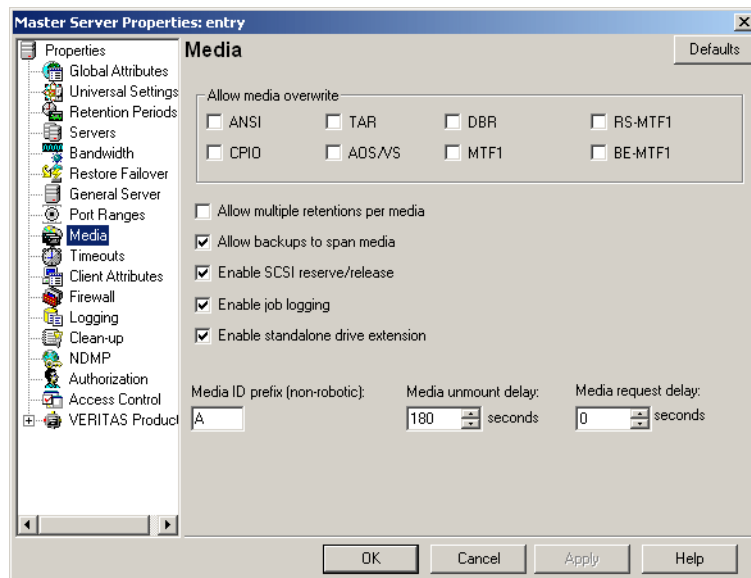 Master Server Properties: entry
Properties
Global Attributes
Universal Settings
Retention Periods
Servers
Bandwidth
Restore Failover
General Server
Port Ranges
Media
Timeouts
Client Attributes
Firewall
Logging
Clean-up
NDMP
Authorization
Access Control
VERITAS Product
Media
Defaults
Allow media overwrite
ANSI TAR DBR RS-MTF1
CPIO AOS/VS MTF1 BE-MTF1
Allow multiple retentions per media
Allow backups to span media
Enable SCSI reserve/release
Enable job logging
Enable standalone drive extension
Media ID prefix (non-robotic): Media unmount delay: Media request delay:
A 180 seconds 0 seconds
OK Cancel Apply Help